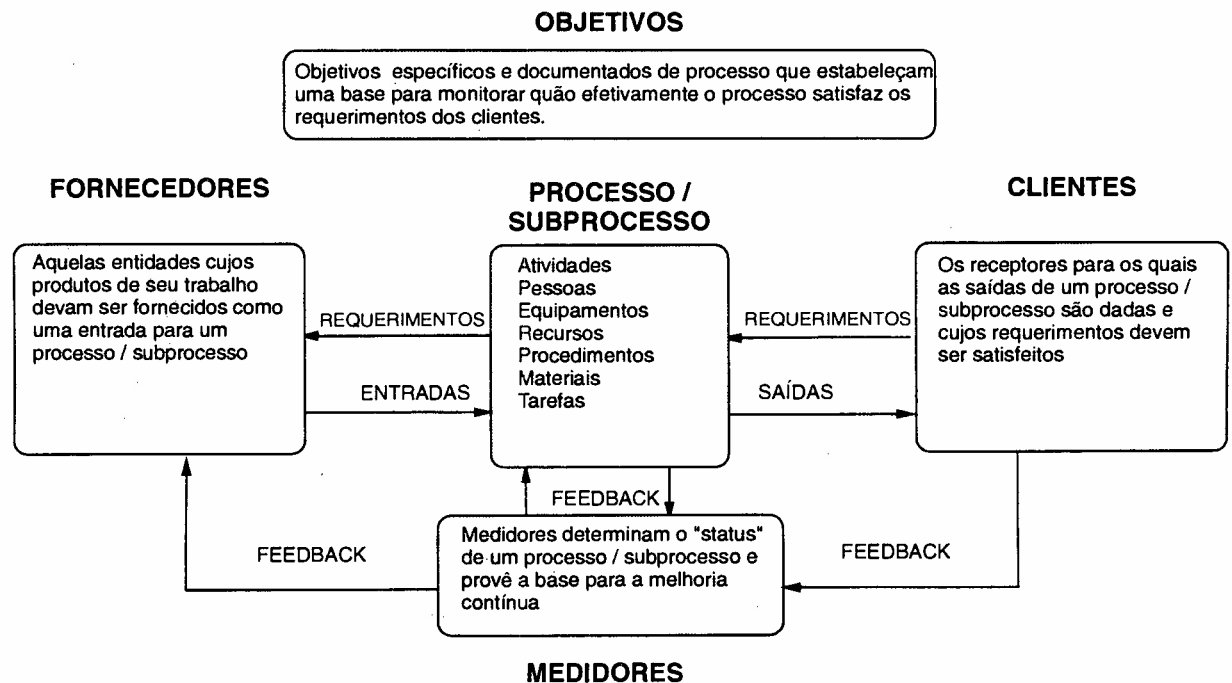 OBJETIVOS
Objetivos específicos e documentados de processo que estabeleçam
uma base para monitorar quão efetivamente o processo satisfaz os
requerimentos dos clientes.
FORNECEDORES
PROCESSO /
SUBPROCESSO
CLIENTES
Aquelas entidades cujos
produtos de seu trabalho
devam ser fornecidos como
uma entrada para um
processo / subprocesso
REQUERIMENTOS
ENTRADAS
Atividades
Pessoas
Equipamentos
Recursos
Procedimentos
Materiais
Tarefas
REQUERIMENTOS
SAÍDAS
Os receptores para os quais
as saídas de um processo /
subprocesso são dadas e
cujos requerimentos devem
ser satisfeitos
FEEDBACK
FEEDBACK
Medidores determinam o "status"
de um processo / subprocesso e
provê a base para a melhoria
contínua
FEEDBACK
MEDIDORES